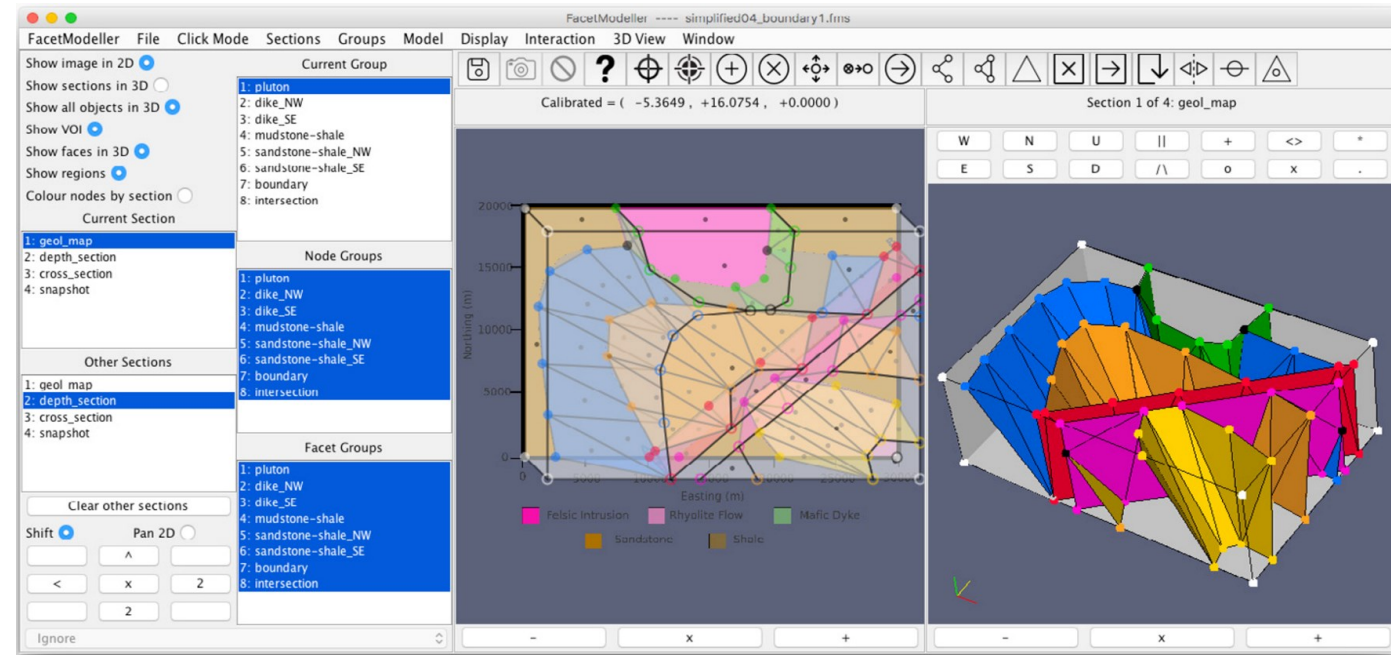 FacetModeller ---- simplified04_boundary1.fms
FacetModeller File Click Mode Sections Groups Model Display Interaction 3D View Window
Show image in 2D
Show sections in 3D
Show all objects in 3D
Show VOI
Show faces in 3D
Show regions
Colour nodes by section
Current Section
1: geol_map
2: depth_section
3: cross_section
4: snapshot
Other Sections
1: geol map
2: depth_section
3: cross_section
4: snapshot
Clear other sections
Shift Pan 2D
^
< x 2
2
Ignore
Current Group
1: pluton
2: dike_NW
3: dike_SE
4: mudstone-shale
5: sandstone-shale_NW
6: sandstone-shale_SE
7: boundary
8: intersection
Node Groups
1: pluton
2: dike_NW
3: dike_SE
4: mudstone-shale
5: sandstone-shale_NW
6: sandstone-shale_SE
7: boundary
8: intersection
Facet Groups
1: pluton
2: dike_NW
3: dike_SE
4: mudstone-shale
5: sandstone-shale_NW
6: sandstone-shale_SE
7: boundary
8: intersection
?
Calibrated = ( -5.3649 , +16.0754 , +0.0000 )
20000
15000
10000
5000
0
Northing (m)
0 5000
Easting (m)
Felsic Intrusion Rhyolite Flow Mafic Dyke
Sandstone Shale
- x +
Section 1 of 4: geol_map
W N U || + <> *
E S D /\ o x .
- x +